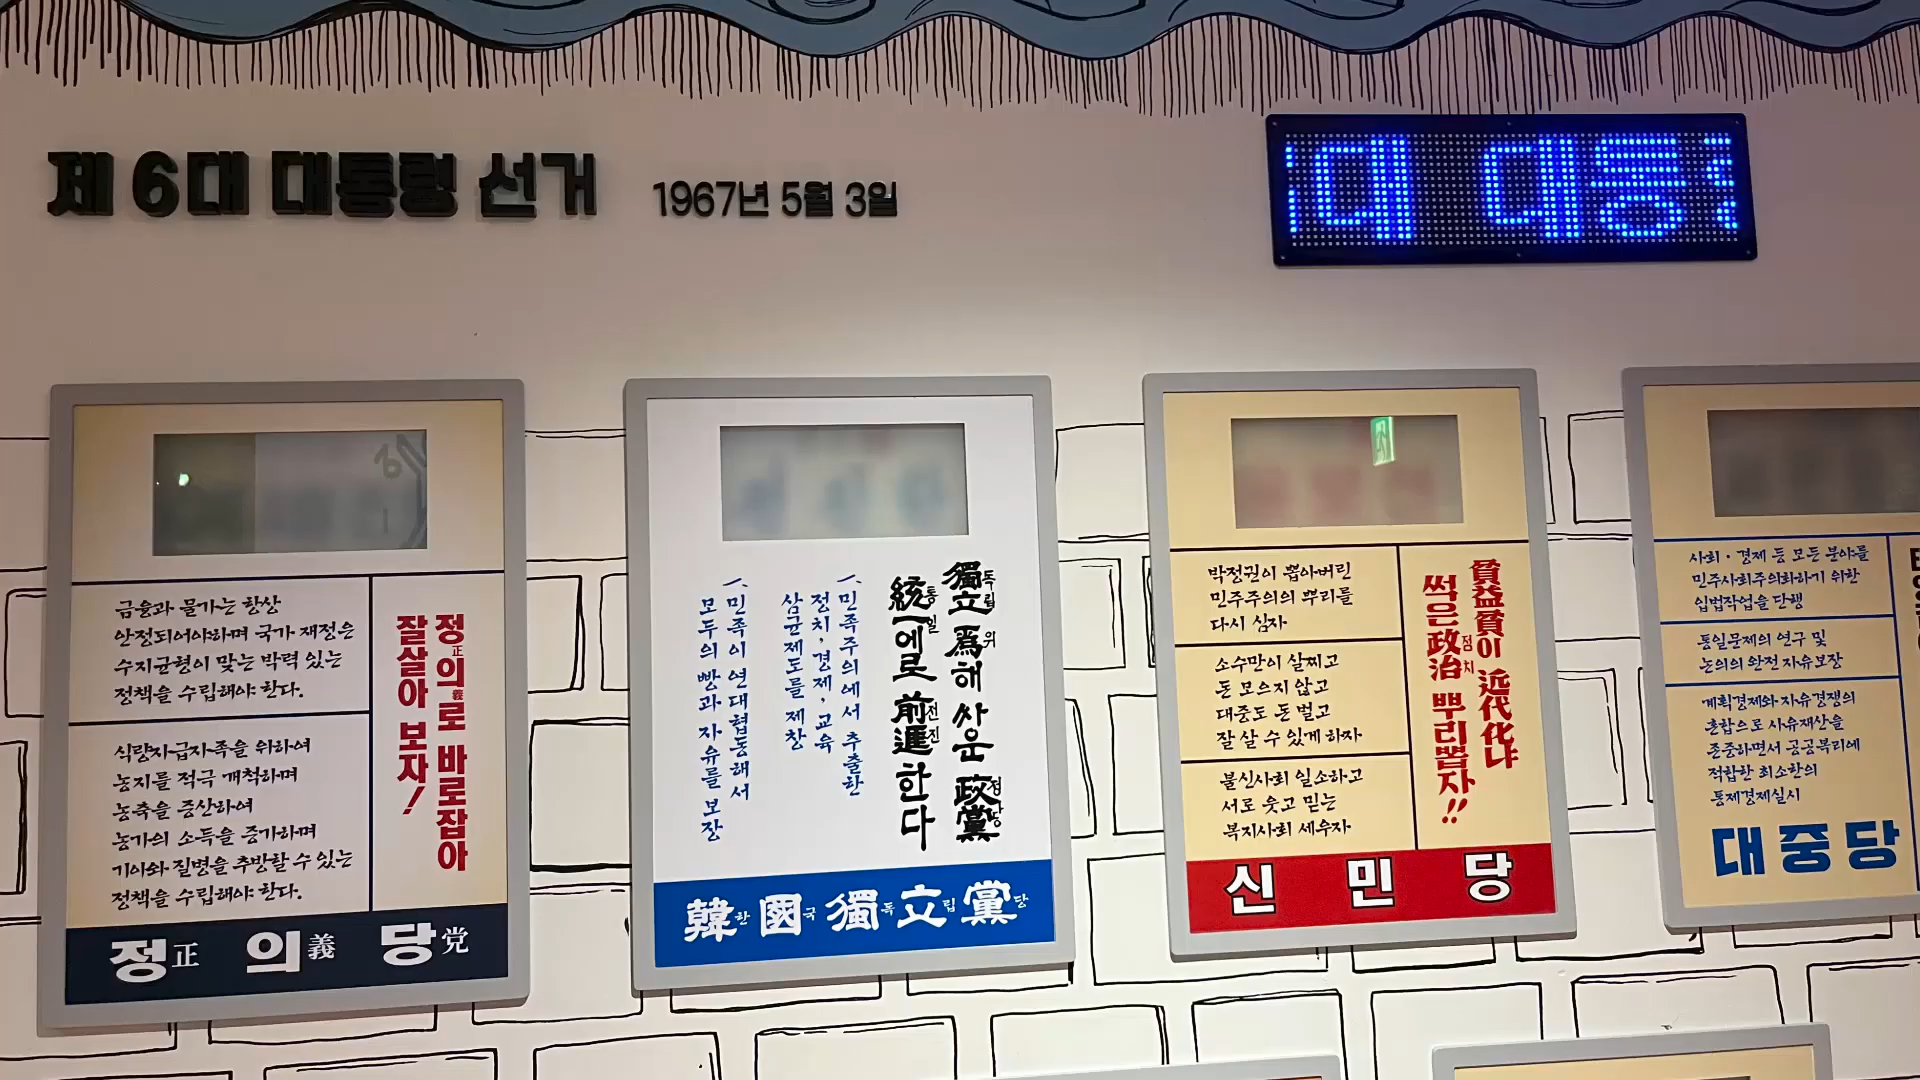 제 6대 대통령 선거
1967년 5월 3일
대 대통
금융과 물가는 항상
안정되어야하며 국가 재정은
수지균형이 맞는 박력 있는
정책을 수립해야 한다.
식량자급자족을 위하여
농지를 적극 개척하며
농축을 증산하여
농가의 소득을 증가하며
기아와 질병을 추방할 수 있는
정책을 수립해야 한다.
정正의義로 바로잡아
잘살아 보자!
정正 의義 당党
獨독立립 爲위해 싸운 政정黨당
統통一일에로 前전進진한다
一, 민족주의에서 추출한
정치, 경제, 교육
삼균제도를 제창
一, 민족이 연대협동해서
모두의 빵과 자유를 보장
韓한國국獨독立립黨당
박정권이 뽑아버린
민주주의의 뿌리를
다시 심자
소수만이 살찌고
돈 모으지 않고
대중도 돈 벌고
잘 살 수 있게 하자
불신사회 일소하고
서로 웃고 믿는
복지사회 세우자
貧益貧이 近代化냐
썩은 政정治치 뿌리뽑자!!
신 민 당
사회·경제 등 모든 분야를
민주사회주의화하기 위한
입법작업을 단행
통일문제의 연구 및
논의의 완전 자유보장
계획경제와 자유경쟁의
혼합으로 사유재산을
존중하면서 공공복리에
적합한 최소한의
통제경제실시
대중당